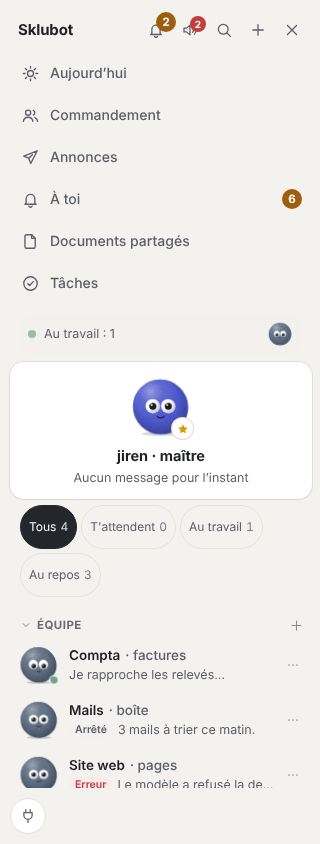 Sklubot
2
2
Aujourd'hui
Commandement
Annonces
À toi
6
Documents partagés
Tâches
Au travail : 1
jiren · maître
Aucun message pour l'instant
Tous 4
T'attendent 0
Au travail 1
Au repos 3
ÉQUIPE
Compta · factures
Je rapproche les relevés...
Mails · boîte
Arrêté 3 mails à trier ce matin.
Site web · pages
Erreur Le modèle a refusé la de...